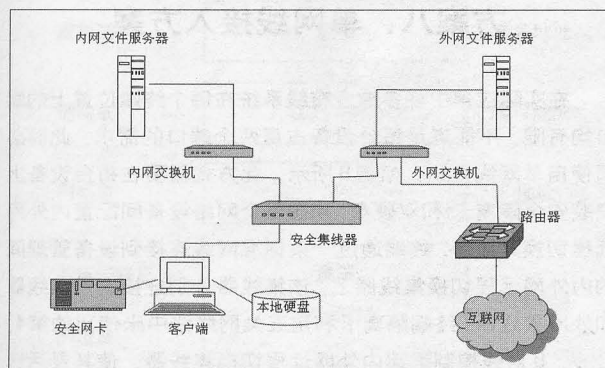 内网文件服务器
外网文件服务器
内网交换机
外网交换机
安全集线器
路由器
安全网卡
客户端
本地硬盘
互联网